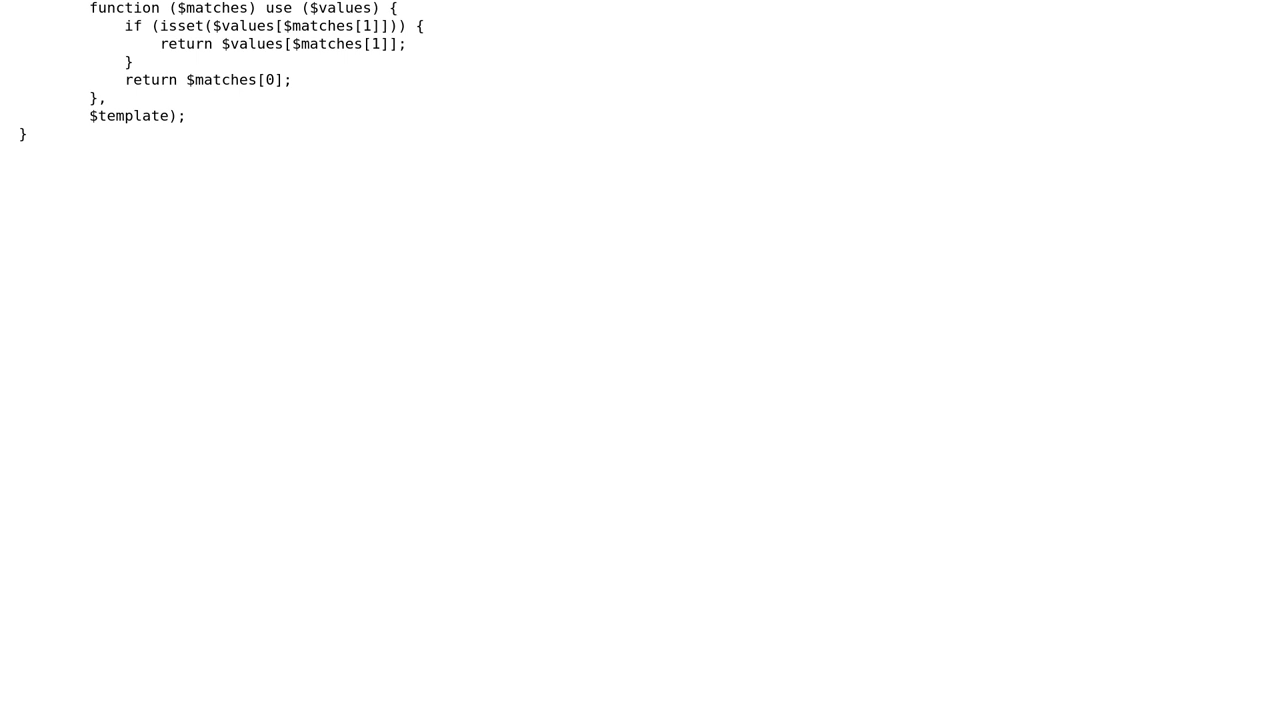 function ($matches) use ($values) {
            if (isset($values[$matches[1]])) {
                return $values[$matches[1]];
            }
            return $matches[0];
        },
        $template);
}